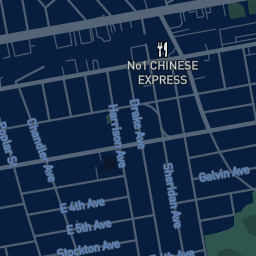 No1 CHINESE
EXPRESS
Drake Ave
Harrison Ave
Chandler Ave
Sheridan Ave
Galvin Ave
E 4th Ave
E 5th Ave
Stockton Ave